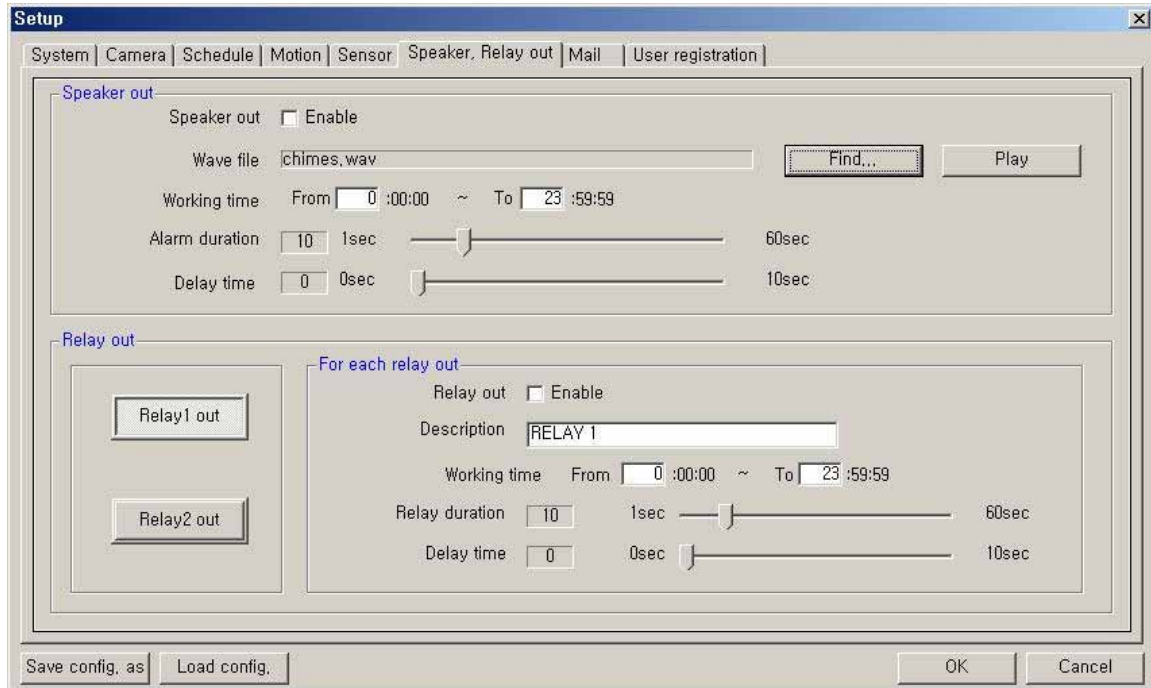 Setup
System Camera Schedule Motion Sensor Speaker, Relay out Mail User registration
Speaker out
Speaker out Enable
Wave file chimes.wav Find... Play
Working time From 0 :00:00 ~ To 23 :59:59
Alarm duration 10 1sec 60sec
Delay time 0 0sec 10sec
Relay out
For each relay out
Relay1 out
Relay2 out
Relay out Enable
Description RELAY 1
Working time From 0 :00:00 ~ To 23 :59:59
Relay duration 10 1sec 60sec
Delay time 0 0sec 10sec
Save config. as Load config. OK Cancel